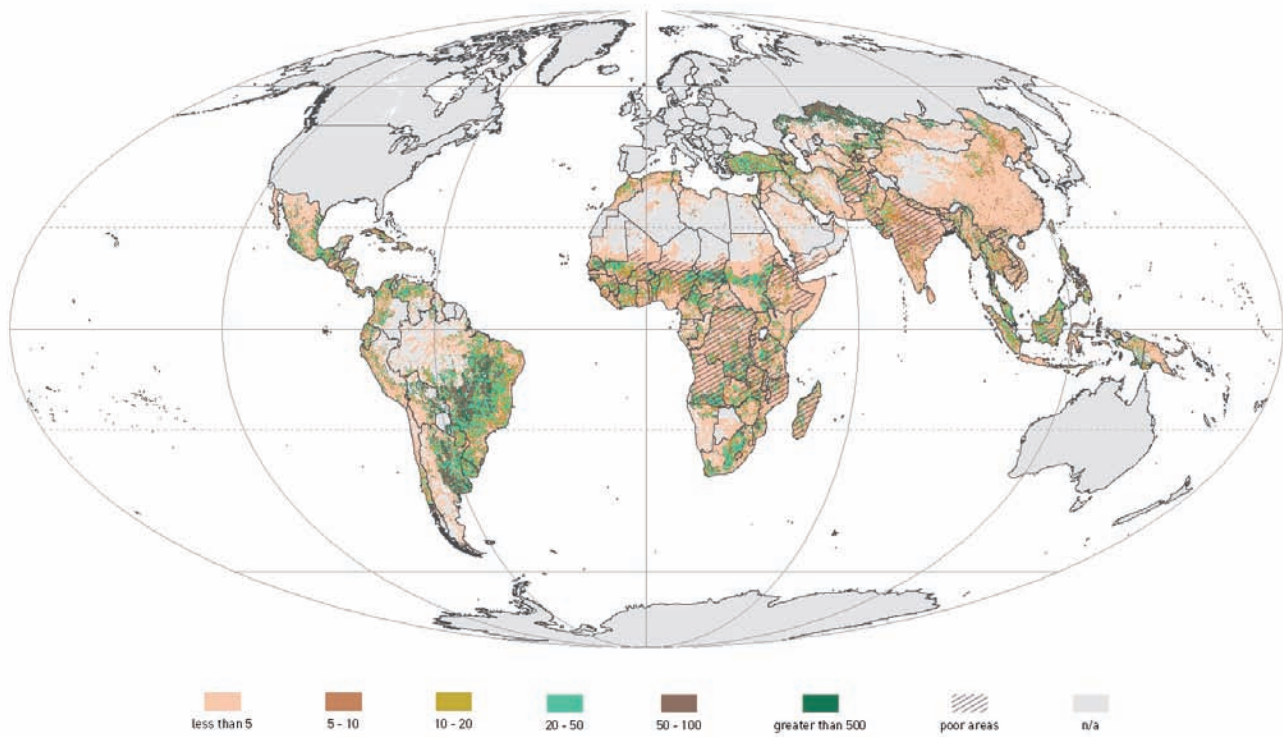 less than 5
5 - 10
10 - 20
20 - 50
50 - 100
greater than 500
poor areas
n/a